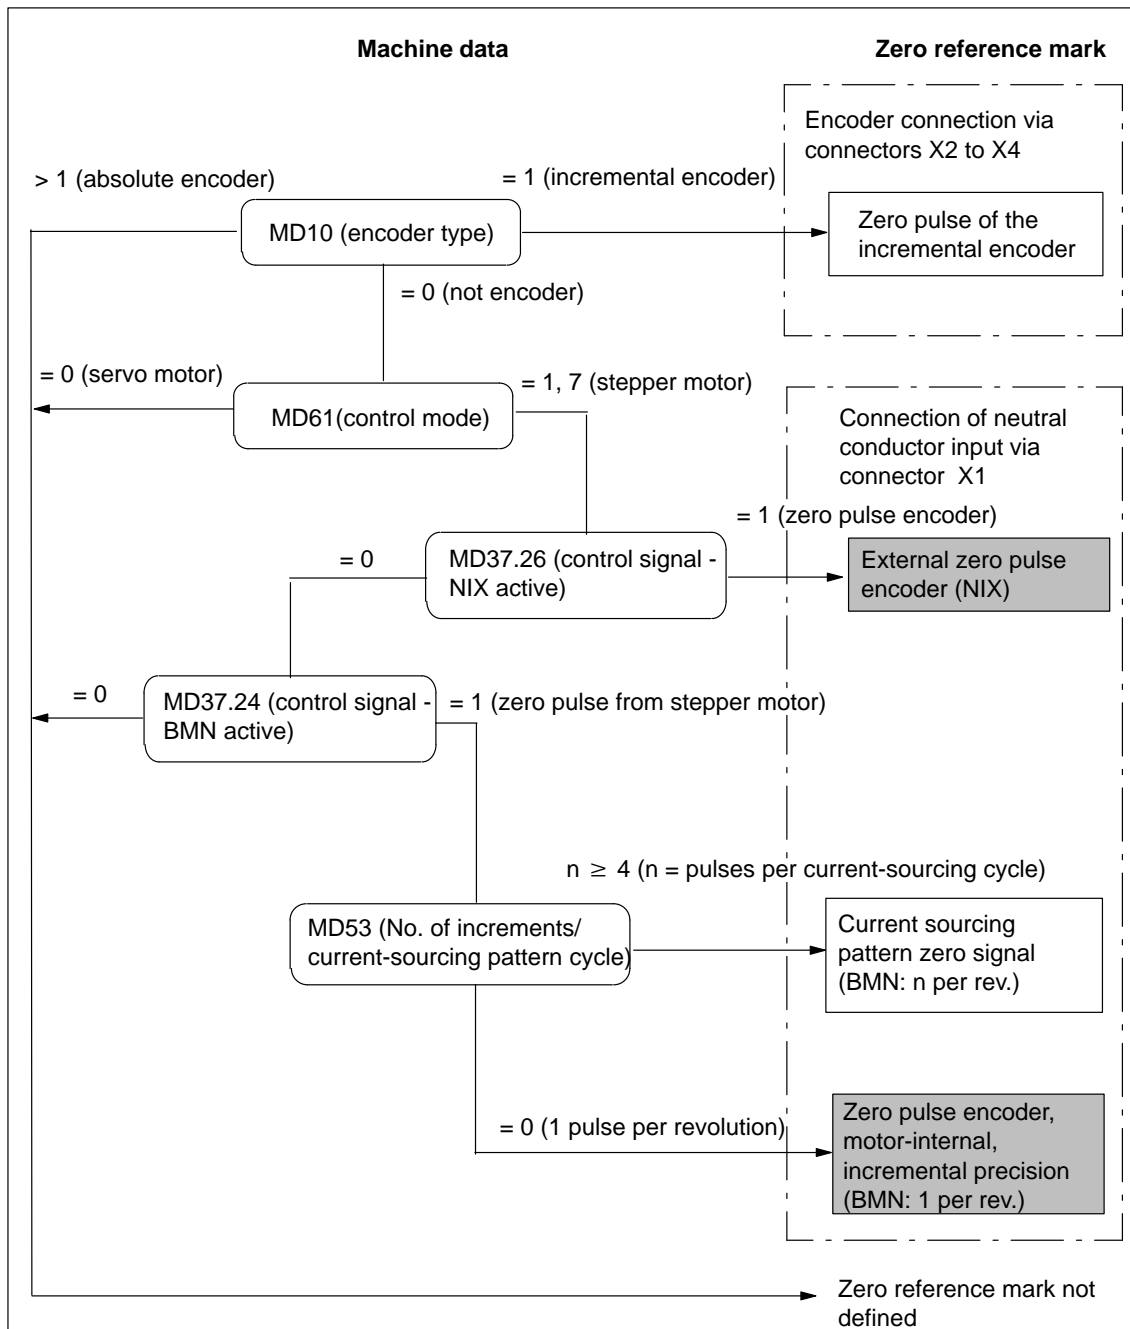 Machine data
Zero reference mark
Encoder connection via
connectors X2 to X4
> 1 (absolute encoder)
= 1 (incremental encoder)
MD10 (encoder type)
Zero pulse of the
incremental encoder
= 0 (not encoder)
= 0 (servo motor)
= 1, 7 (stepper motor)
MD61(control mode)
Connection of neutral
conductor input via
connector X1
= 1 (zero pulse encoder)
= 0
MD37.26 (control signal -
NIX active)
External zero pulse
encoder (NIX)
= 0
MD37.24 (control signal -
BMN active)
= 1 (zero pulse from stepper motor)
n ≥ 4 (n = pulses per current-sourcing cycle)
MD53 (No. of increments/
current-sourcing pattern cycle)
Current sourcing
pattern zero signal
(BMN: n per rev.)
= 0 (1 pulse per revolution)
Zero pulse encoder,
motor-internal,
incremental precision
(BMN: 1 per rev.)
Zero reference mark not
defined